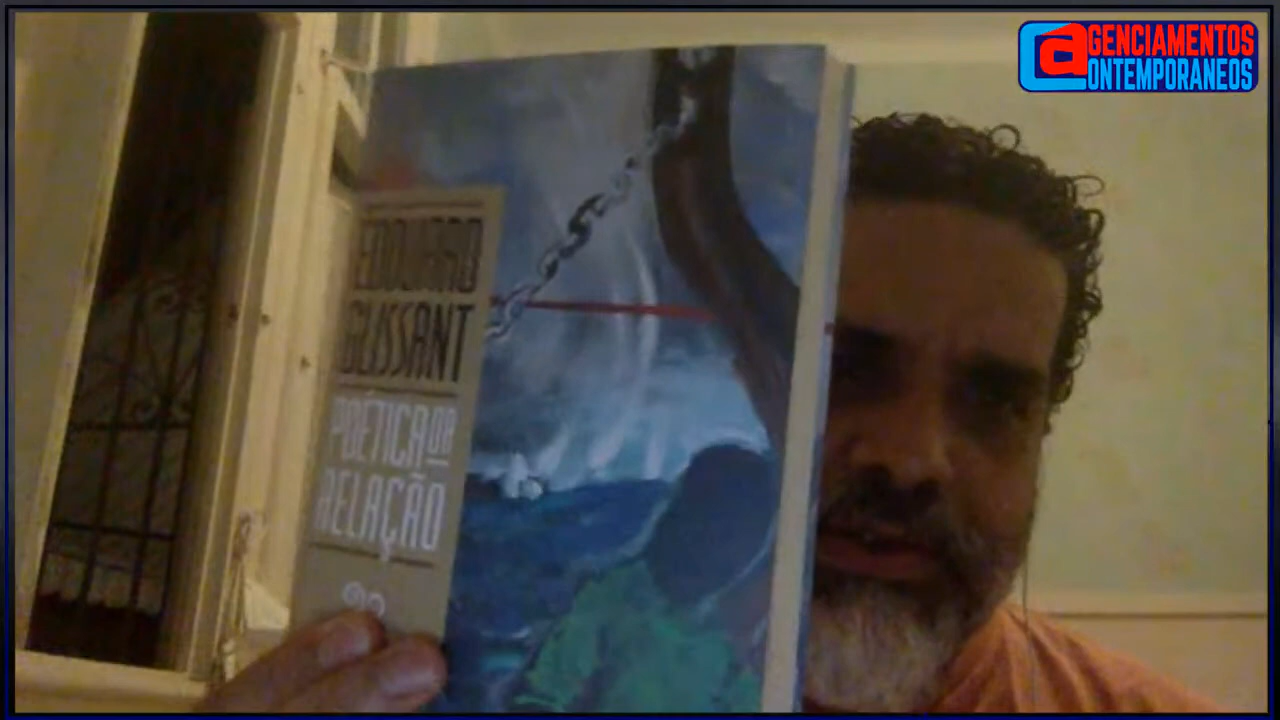 AGENCIAMENTOS
CONTEMPORANEOS
EDOUARD
GLISSANT
POÉTICA DA
RELAÇÃO